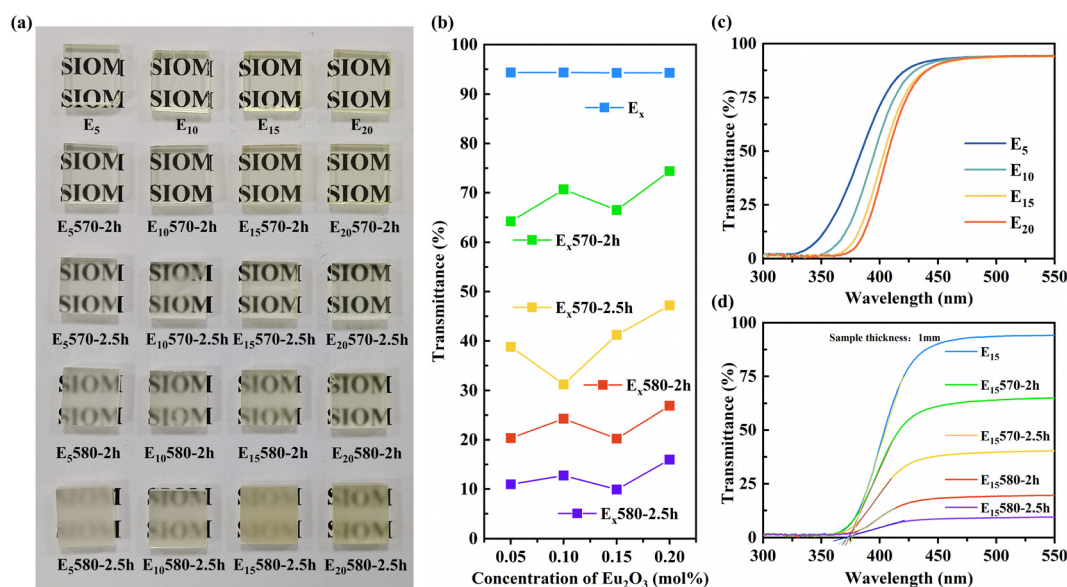 (a)
SIOM SIOM SIOM SIOM
SIOM SIOM SIOM SIOM
E₅ E₁₀ E₁₅ E₂₀
SIOM SIOM SIOM SIOM
SIOM SIOM SIOM SIOM
E₅570-2h E₁₀570-2h E₁₅570-2h E₂₀570-2h
SIOM SIOM SIOM SIOM
SIOM SIOM SIOM SIOM
E₅570-2.5h E₁₀570-2.5h E₁₅570-2.5h E₂₀570-2.5h
SIOM SIOM SIOM SIOM
SIOM SIOM SIOM SIOM
E₅580-2h E₁₀580-2h E₁₅580-2h E₂₀580-2h
E₅580-2.5h E₁₀580-2.5h E₁₅580-2.5h E₂₀580-2.5h
(b)
Transmittance (%)
100
90
80
70
60
50
40
30
20
10
0
Eₓ
Eₓ570-2h
Eₓ570-2.5h
Eₓ580-2h
Eₓ580-2.5h
0.05 0.10 0.15 0.20
Concentration of Eu₂O₃ (mol%)
(c)
Transmittance (%)
100
75
50
25
0
E₅
E₁₀
E₁₅
E₂₀
300 350 400 450 500 550
Wavelength (nm)
(d)
Transmittance (%)
100
75
50
25
0
Sample thickness: 1mm
E₁₅
E₁₅570-2h
E₁₅570-2.5h
E₁₅580-2h
E₁₅580-2.5h
300 350 400 450 500 550
Wavelength (nm)